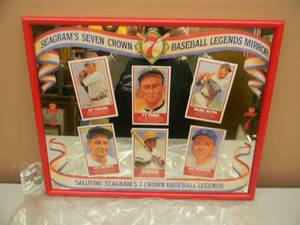 SEAGRAM'S SEVEN CROWN 7 BASEBALL LEGENDS MIRROR
CY YOUNG
TY COBB
BABE RUTH
SALUTING SEAGRAM'S 7 CROWN BASEBALL LEGENDS